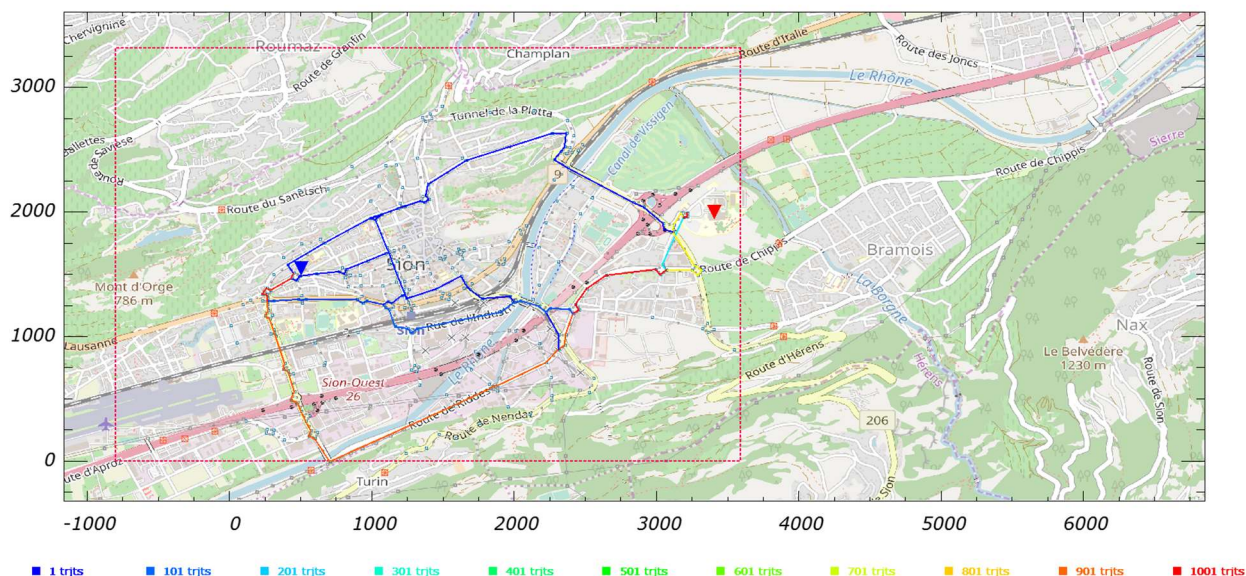 Chervignine
Roumaz
Route de Granfin
Champlan
Route d'Italie
Route des Joncs
3000
Le Rhône
Tunnel de la Platta
Canal de Vissigen
Sierre
Route de Savièse
Route de Chippis
9
2000
Route du Sanetsch
Bramois
Sion
Route de Chippis
Mont d'Orge
786 m
La Borgne
Nax
1000
Lausanne
Sion
Rue de l'Industr
Le Rhône
Le Belvédère
1230 m
Sion-Ouest
26
Route d'Hérens
Hérens
Route de Sion
Route de Riddes
Route de Nendaz
206
0
ute d'Aproz
Turin
de Sion
-1000 0 1000 2000 3000 4000 5000 6000
1 trjts 101 trjts 201 trjts 301 trjts 401 trjts 501 trjts 601 trjts 701 trjts 801 trjts 901 trjts 1001 trjts